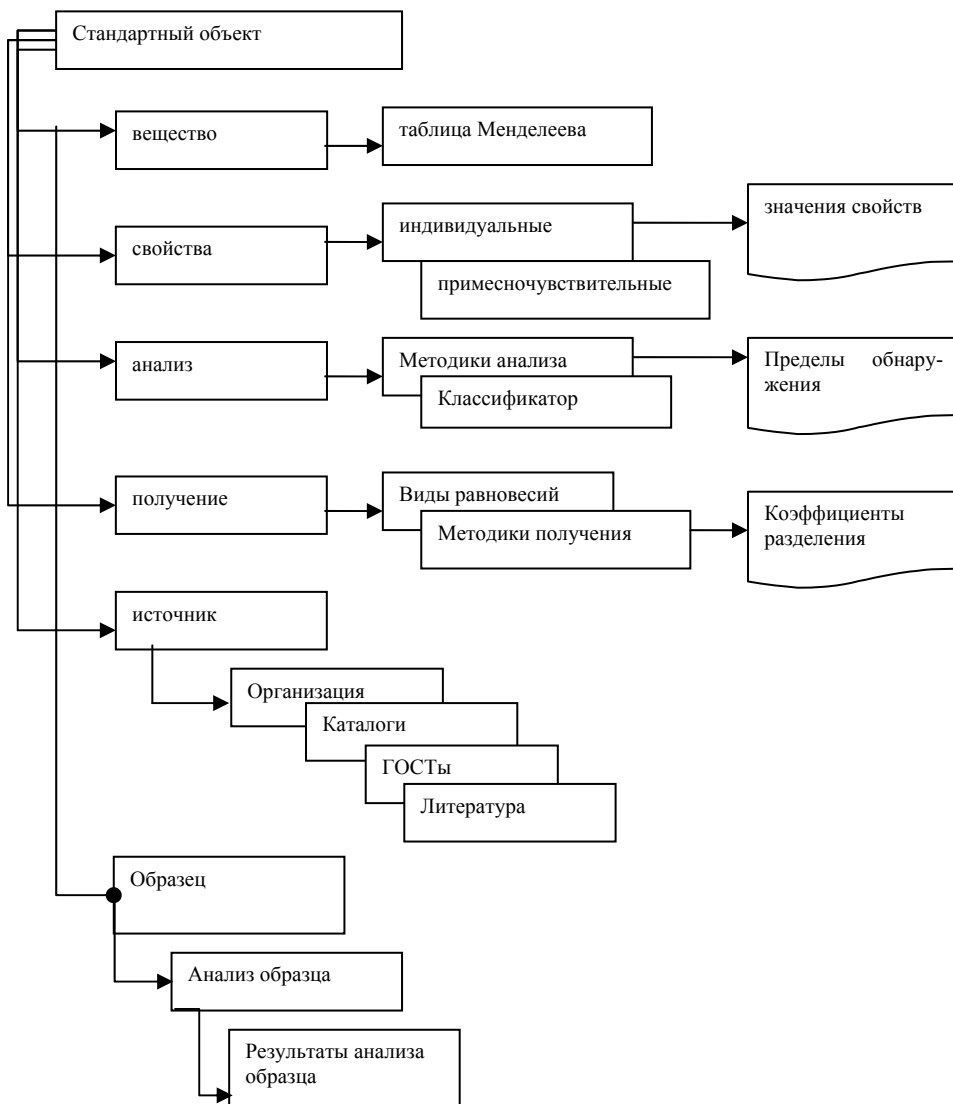 Стандартный объект
вещество
таблица Менделеева
свойства
индивидуальные
примесночувствительные
значения свойств
анализ
Методики анализа
Классификатор
Пределы обнару-
жения
получение
Виды равновесий
Методики получения
Коэффициенты
разделения
источник
Организация
Каталоги
ГОСТы
Литература
Образец
Анализ образца
Результаты анализа
образца